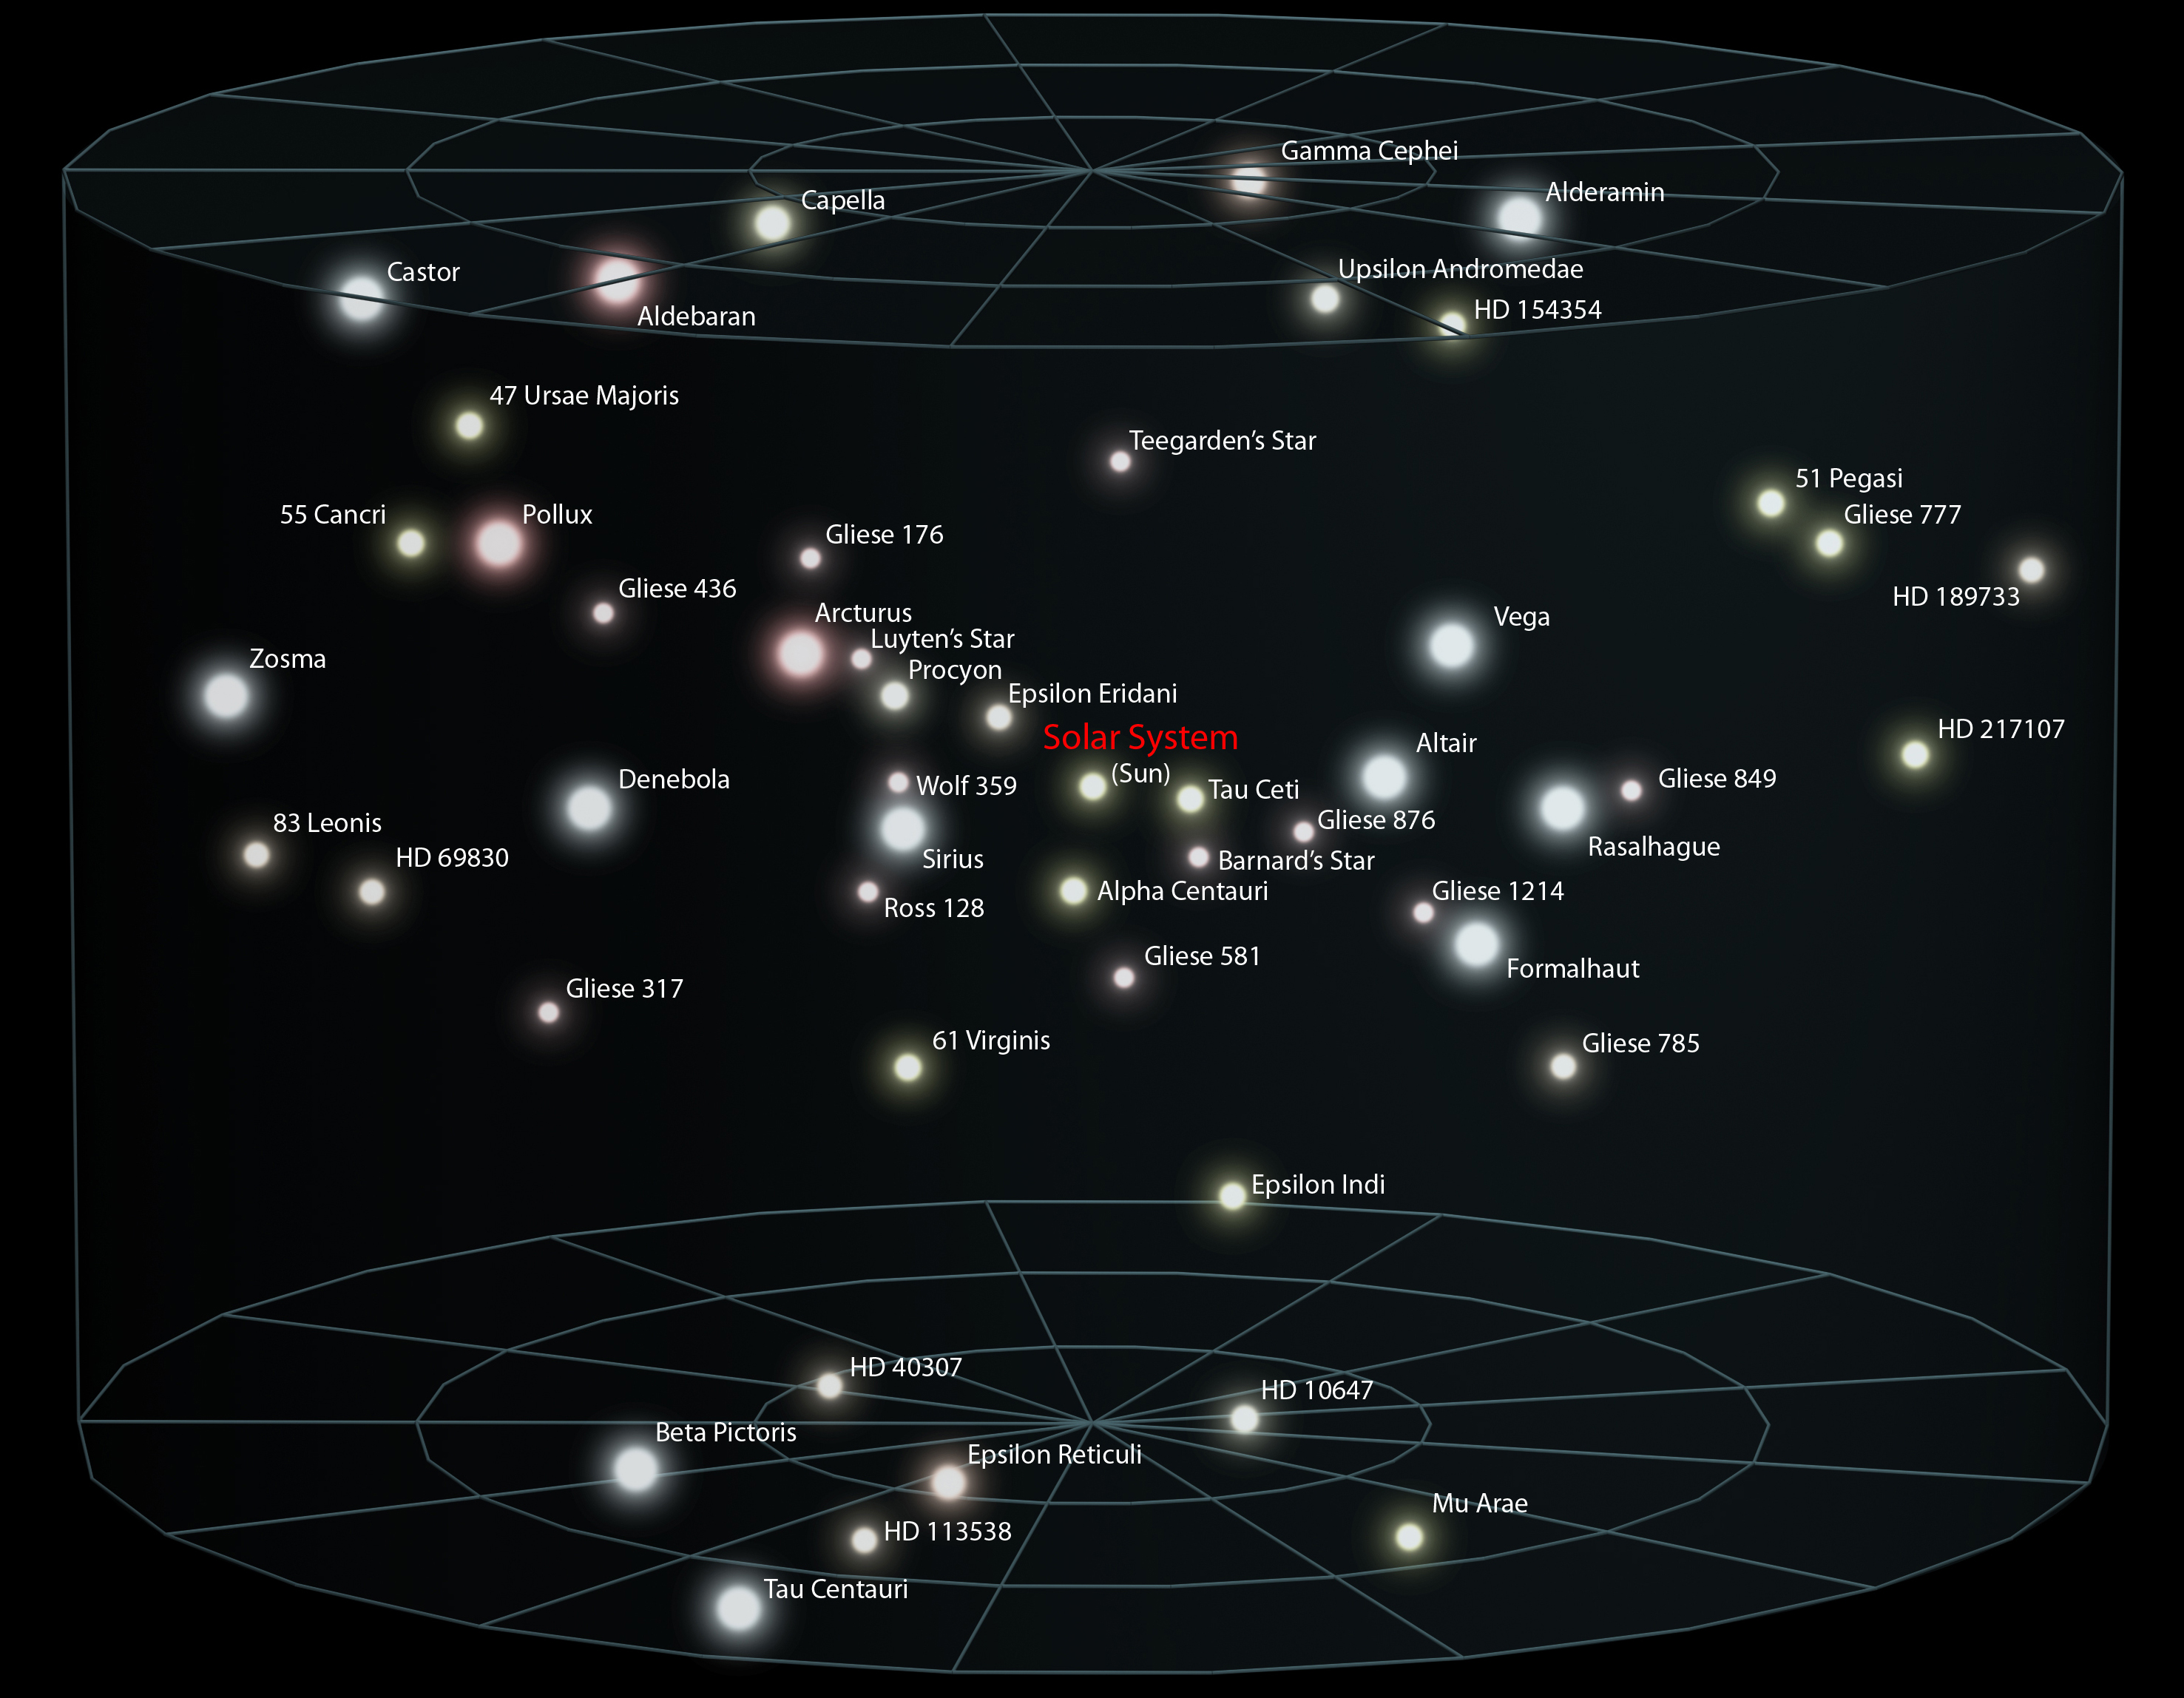 Gamma Cephei
Alderamin
Capella
Castor
Upsilon Andromedae
Aldebaran
HD 154354
47 Ursae Majoris
Teegarden's Star
51 Pegasi
55 Cancri
Pollux
Gliese 777
Gliese 176
Gliese 436
HD 189733
Arcturus
Vega
Luyten's Star
Zosma
Procyon
Epsilon Eridani
HD 217107
Solar System
Altair
(Sun)
Denebola
Wolf 359
Tau Ceti
Gliese 849
83 Leonis
Gliese 876
Rasalhague
HD 69830
Sirius
Barnard's Star
Alpha Centauri
Gliese 1214
Ross 128
Gliese 581
Formalhaut
Gliese 317
61 Virginis
Gliese 785
Epsilon Indi
HD 40307
HD 10647
Beta Pictoris
Epsilon Reticuli
Mu Arae
HD 113538
Tau Centauri